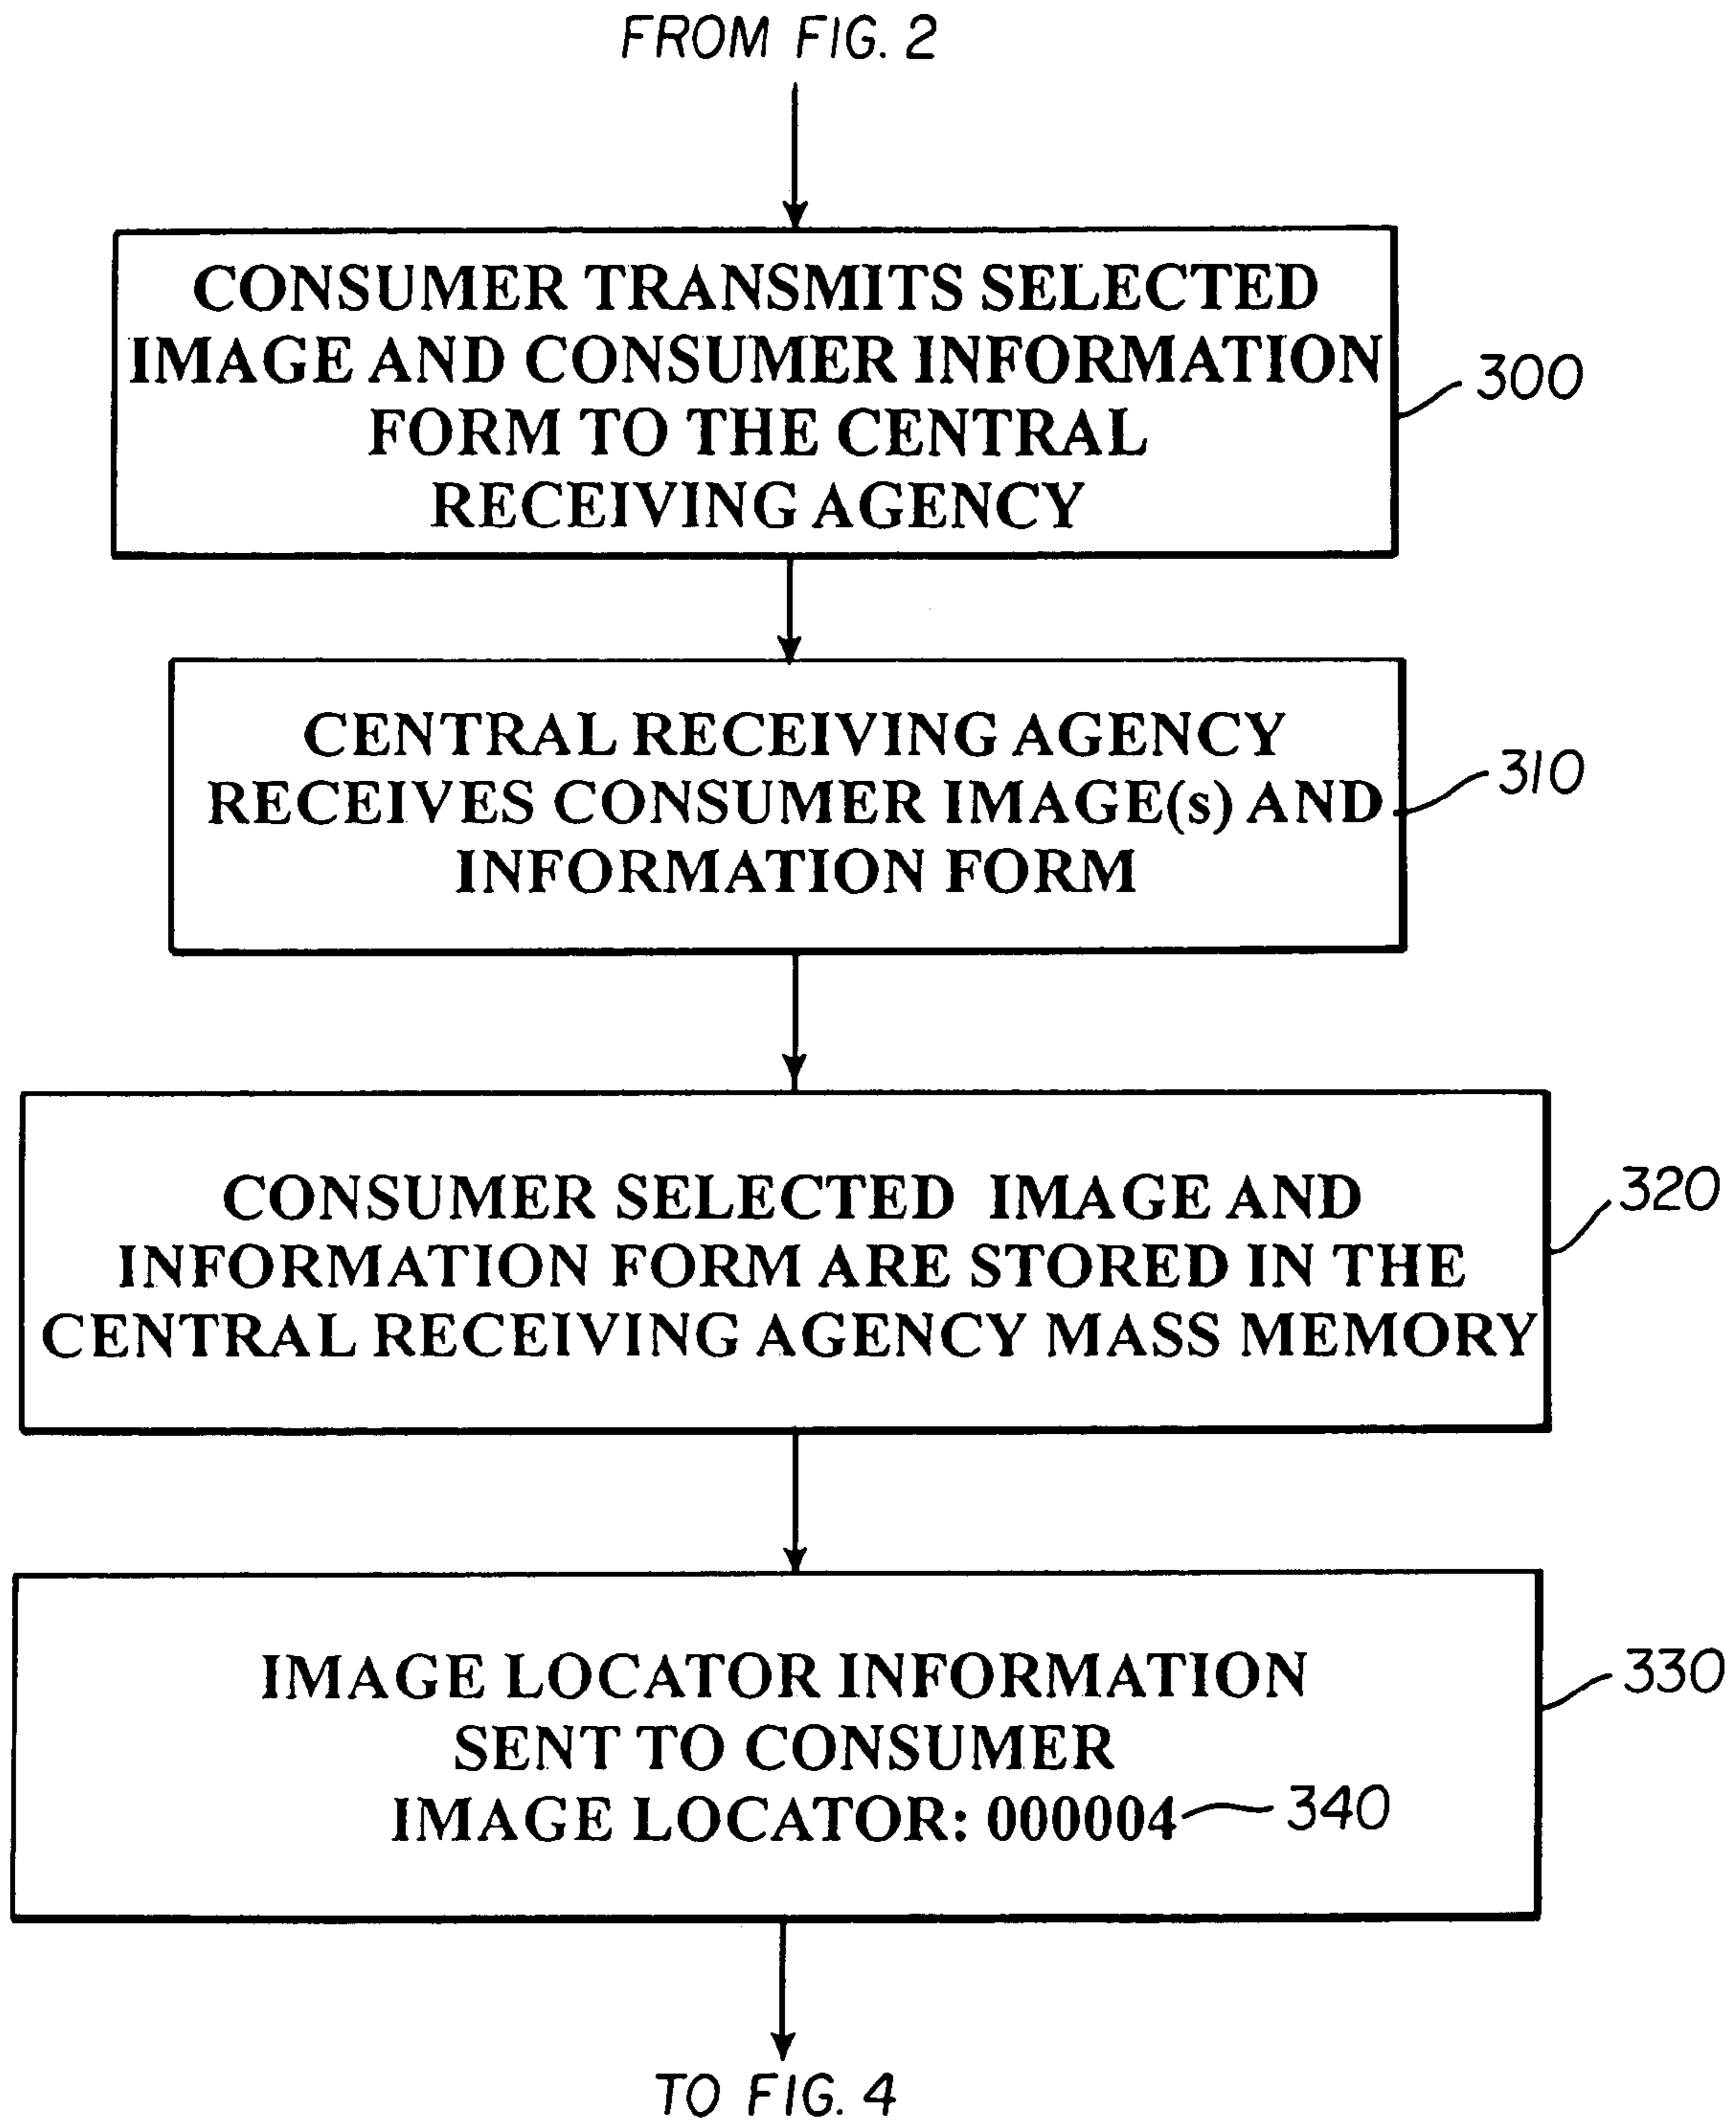 FROM FIG. 2
CONSUMER TRANSMITS SELECTED
IMAGE AND CONSUMER INFORMATION
FORM TO THE CENTRAL
RECEIVING AGENCY
300
CENTRAL RECEIVING AGENCY
RECEIVES CONSUMER IMAGE(s) AND
INFORMATION FORM
310
CONSUMER SELECTED IMAGE AND
INFORMATION FORM ARE STORED IN THE
CENTRAL RECEIVING AGENCY MASS MEMORY
320
IMAGE LOCATOR INFORMATION
SENT TO CONSUMER
IMAGE LOCATOR: 000004
340
330
TO FIG. 4